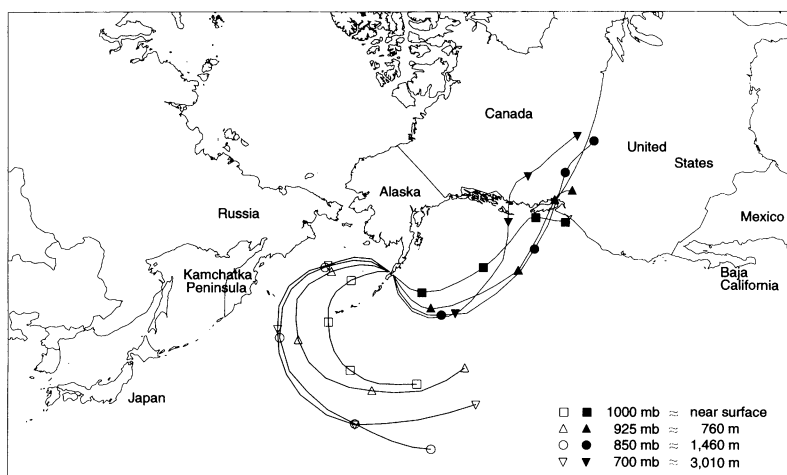 Canada
United
States
Alaska
Russia
Mexico
Kamchatka
Peninsula
Baja
California
Japan
□ ■ 1000 mb ≈ near surface
△ ▲ 925 mb ≈ 760 m
○ ● 850 mb ≈ 1,460 m
▽ ▼ 700 mb ≈ 3,010 m